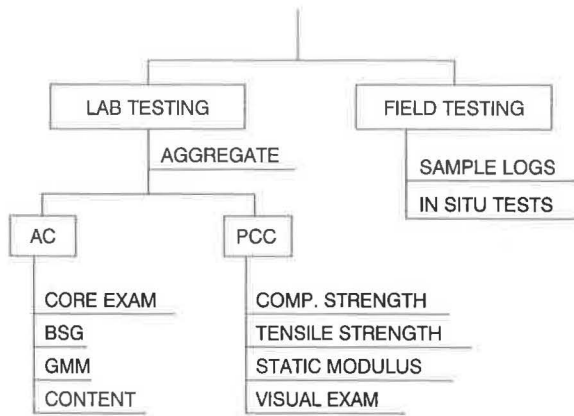 LAB TESTING
FIELD TESTING
AGGREGATE
SAMPLE LOGS
IN SITU TESTS
AC
PCC
CORE EXAM
BSG
GMM
CONTENT
COMP. STRENGTH
TENSILE STRENGTH
STATIC MODULUS
VISUAL EXAM